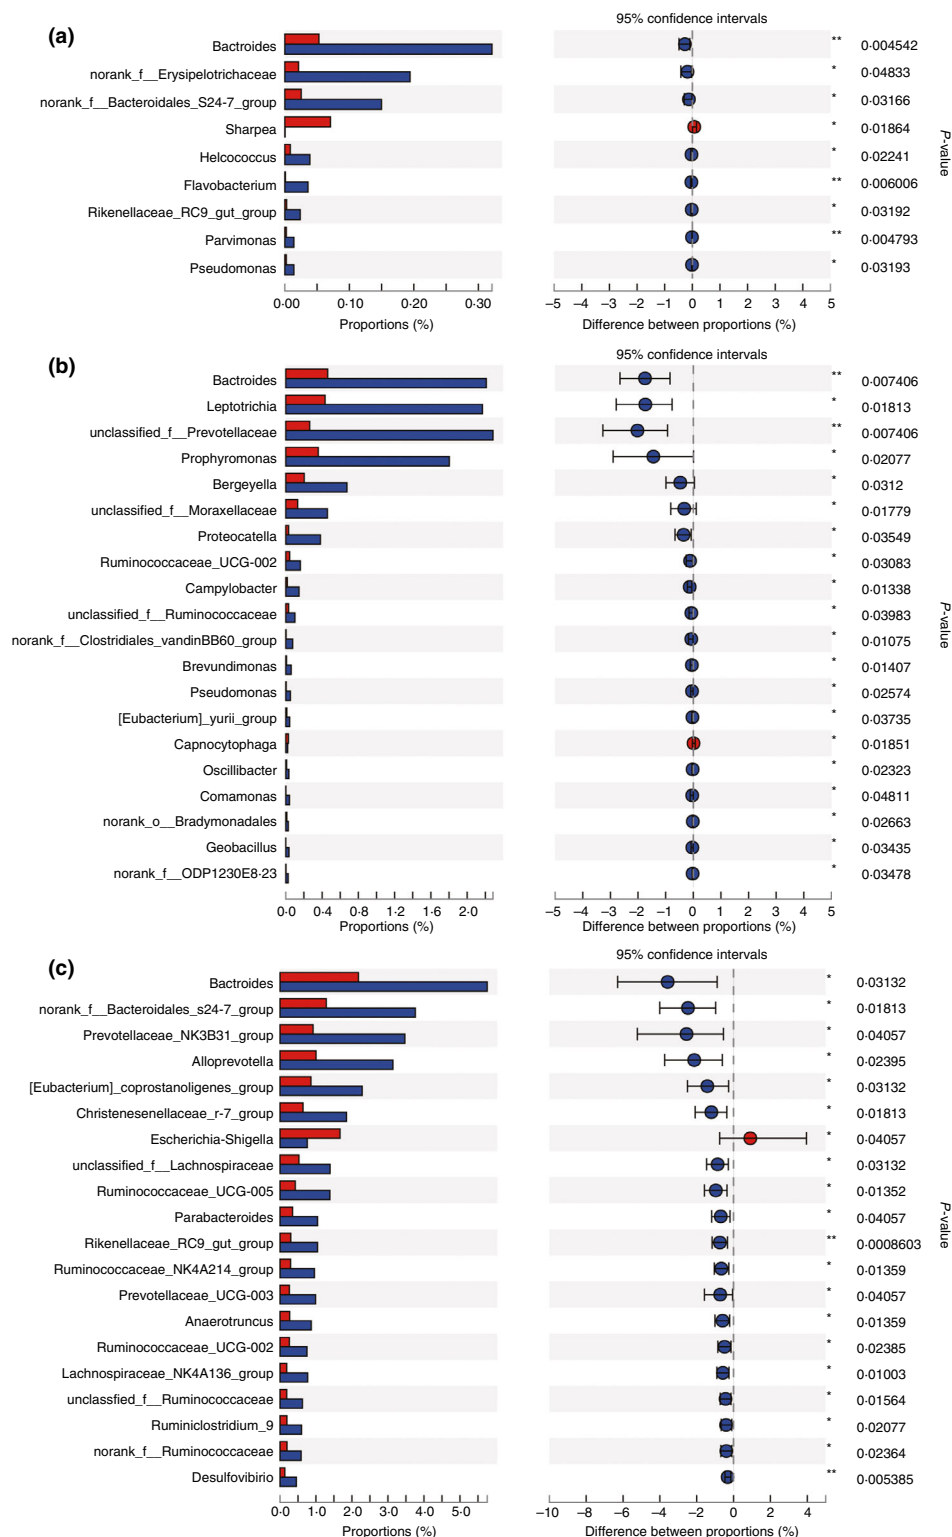 (a)
95% confidence intervals
Bactroides ** 0·004542
norank_f__Erysipelotrichaceae * 0·04833
norank_f__Bacteroidales_S24-7_group * 0·03166
Sharpea * 0·01864
Helcococcus * 0·02241
Flavobacterium ** 0·006006
Rikenellaceae_RC9_gut_group * 0·03192
Parvimonas ** 0·004793
Pseudomonas * 0·03193
P-value
0·00 0·10 0·20 0·30 −5 −4 −3 −2 −1 0 1 2 3 4 5
Proportions (%) Difference between proportions (%)
(b)
95% confidence intervals
Bactroides ** 0·007406
Leptotrichia * 0·01813
unclassified_f__Prevotellaceae ** 0·007406
Prophyromonas * 0·02077
Bergeyella * 0·0312
unclassified_f__Moraxellaceae * 0·01779
Proteocatella * 0·03549
Ruminococcaceae_UCG-002 * 0·03083
Campylobacter * 0·01338
unclassified_f__Ruminococcaceae * 0·03983
norank_f__Clostridiales_vandinBB60_group * 0·01075
Brevundimonas * 0·01407
Pseudomonas * 0·02574
[Eubacterium]_yurii_group * 0·03735
Capnocytophaga * 0·01851
Oscillibacter * 0·02323
Comamonas * 0·04811
norank_o__Bradymonadales * 0·02663
Geobacillus * 0·03435
norank_f__ODP1230E8·23 * 0·03478
P-value
0·0 0·4 1·2 1·6 2·0 −5 −4 −3 −2 −1 0 1 2 3 4 5
Proportions (%) Difference between proportions (%)
(c)
95% confidence intervals
Bactroides * 0·03132
norank_f__Bacteroidales_s24-7_group * 0·01813
Prevotellaceae_NK3B31_group * 0·04057
Alloprevotella * 0·02395
[Eubacterium]_coprostanoligenes_group * 0·03132
Christenesenellaceae_r-7_group * 0·01813
Escherichia-Shigella * 0·04057
unclassified_f__Lachnospiraceae * 0·03132
Ruminococcaceae_UCG-005 * 0·01352
Parabacteroides * 0·04057
Rikenellaceae_RC9_gut_group ** 0·0008603
Ruminococcaceae_NK4A214_group * 0·01359
Prevotellaceae_UCG-003 * 0·04057
Anaerotruncus * 0·01359
Ruminococcaceae_UCG-002 * 0·02385
Lachnospiraceae_NK4A136_group * 0·01003
unclassfied_f__Ruminococcaceae * 0·01564
Ruminiclostridium_9 * 0·02077
norank_f__Ruminococcaceae * 0·02364
Desulfovibirio ** 0·005385
P-value
0·0 1·0 2·0 3·0 4·0 −10 −8 −6 −4 −2 0 2 4
Proportions (%) Difference between proportions (%)